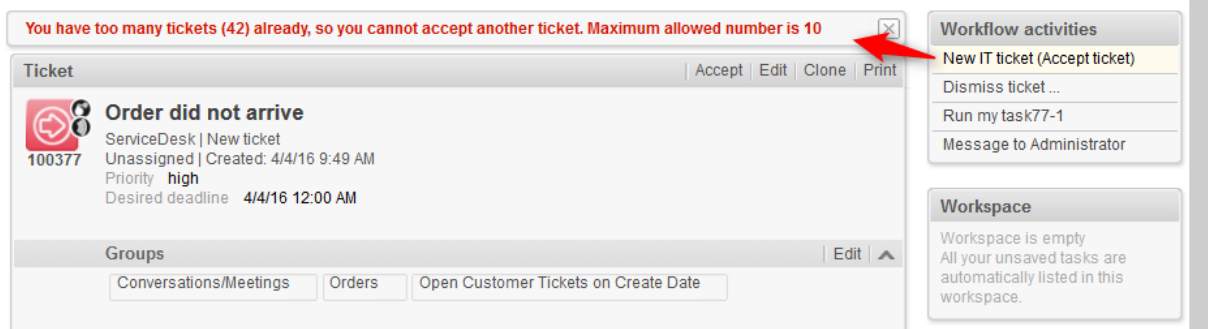 You have too many tickets (42) already, so you cannot accept another ticket. Maximum allowed number is 10
Ticket
Accept | Edit | Clone | Print
Order did not arrive
ServiceDesk | New ticket
100377
Unassigned | Created: 4/4/16 9:49 AM
Priority high
Desired deadline 4/4/16 12:00 AM
Groups
Edit
Conversations/Meetings
Orders
Open Customer Tickets on Create Date
Workflow activities
New IT ticket (Accept ticket)
Dismiss ticket ...
Run my task77-1
Message to Administrator
Workspace
Workspace is empty
All your unsaved tasks are
automatically listed in this
workspace.